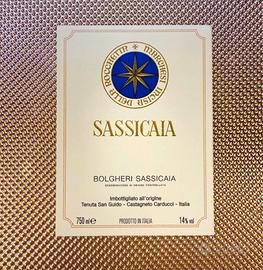 MARCHESI INCISA DELLA ROCCHETTA
SASSICAIA
BOLGHERI SASSICAIA
DENOMINAZIONE DI ORIGINE CONTROLLATA
Imbottigliato all'origine
Tenuta San Guido - Castagneto Carducci - Italia
750 ml ℮ PRODOTTO IN ITALIA 14% vol